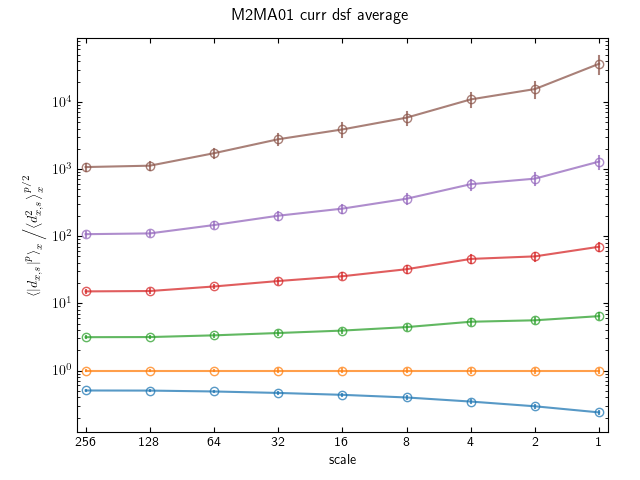 M2MA01 curr dsf average
⟨|d_{x,s}|^p⟩_x / ⟨d_{x,s}^2⟩_x^{p/2}
10^4
10^3
10^2
10^1
10^0
256 128 64 32 16 8 4 2 1
scale